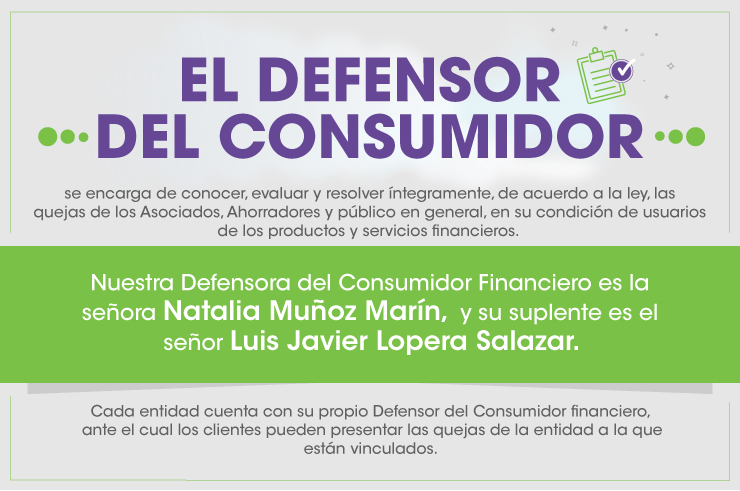 EL DEFENSOR
DEL CONSUMIDOR
se encarga de conocer, evaluar y resolver íntegramente, de acuerdo a la ley, las
quejas de los Asociados, Ahorradores y público en general, en su condición de usuarios
de los productos y servicios financieros.
Nuestra Defensora del Consumidor Financiero es la
señora Natalia Muñoz Marín, y su suplente es el
señor Luis Javier Lopera Salazar.
Cada entidad cuenta con su propio Defensor del Consumidor financiero,
ante el cual los clientes pueden presentar las quejas de la entidad a la que
están vinculados.